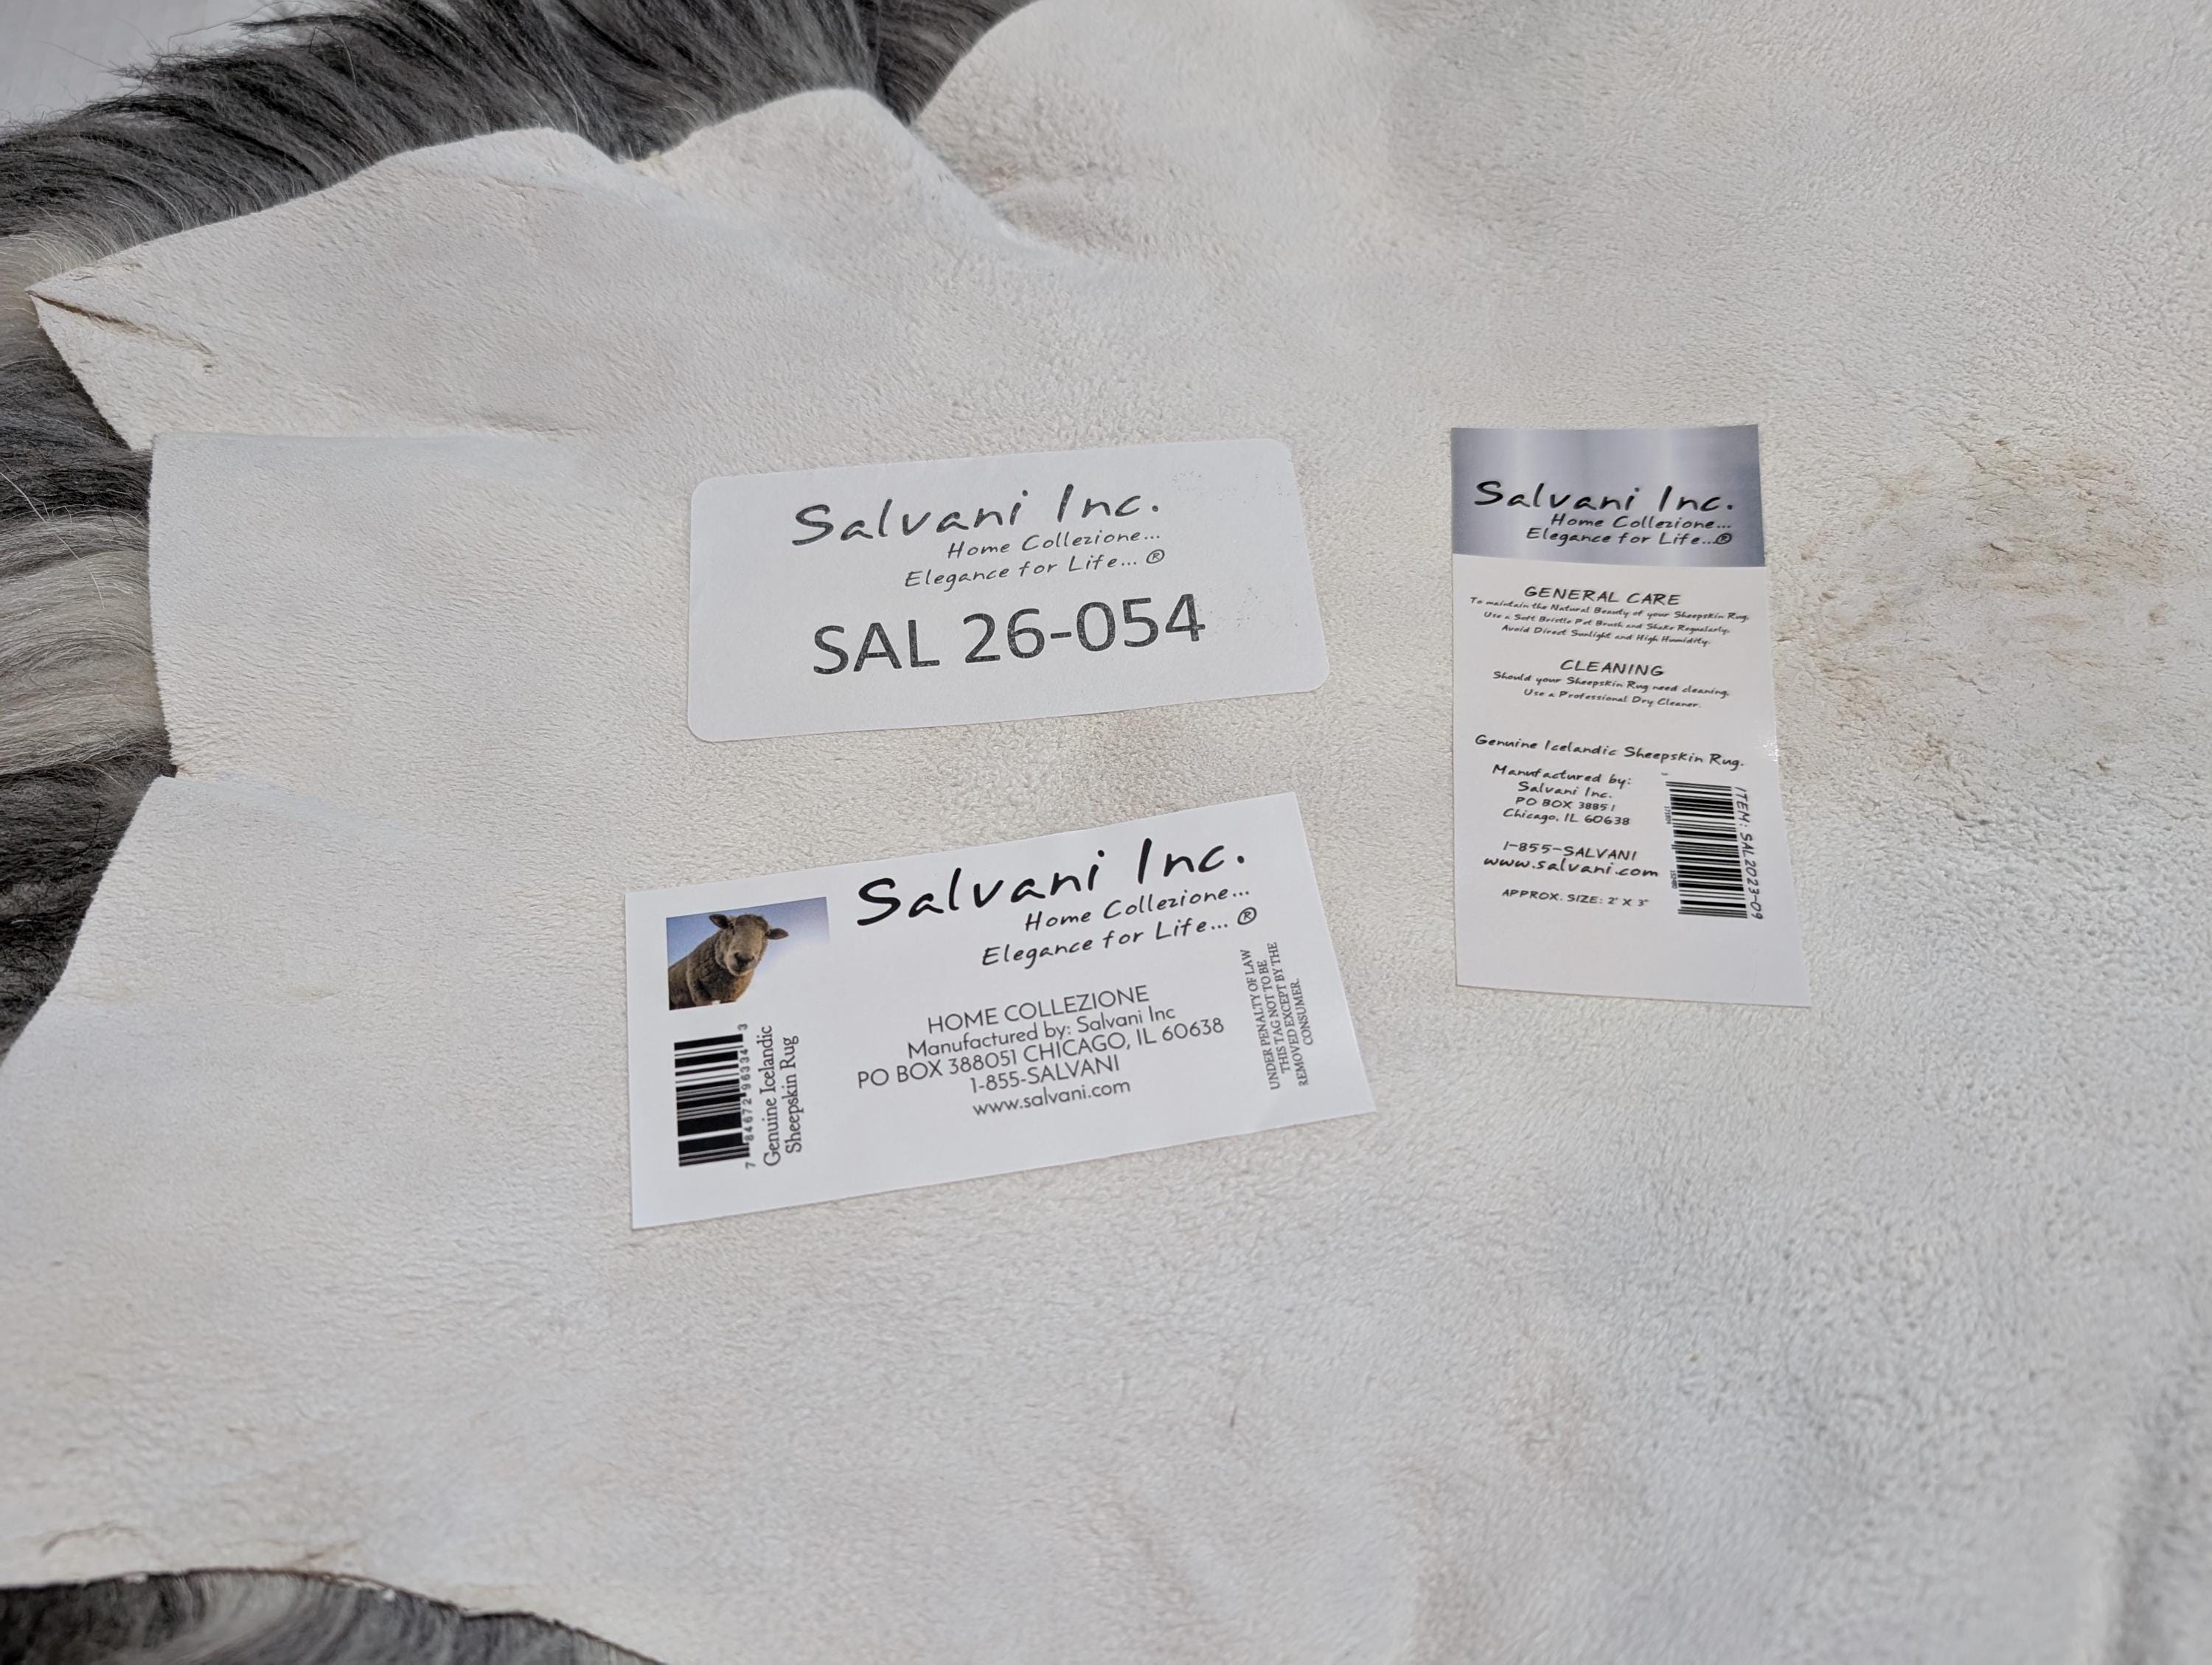 Salvani Inc.
Home Collezione...
Elegance for Life... ®
SAL 26-054
Salvani Inc.
Home Collezione...
Elegance for Life... ®
HOME COLLEZIONE
Manufactured by: Salvani Inc
PO BOX 388051 CHICAGO, IL 60638
1-855-SALVANI
www.salvani.com
7 84672 96334 3
Genuine Icelandic
Sheepskin Rug
UNDER PENALTY OF LAW
THIS TAG NOT TO BE
REMOVED EXCEPT BY THE
CONSUMER.
Salvani Inc.
Home Collezione...
Elegance for Life...®
GENERAL CARE
To maintain the Natural Beauty of your Sheepskin Rug.
Use a Soft Bristle Pet Brush and Shake Regularly.
Avoid Direct Sunlight and High Humidity.
CLEANING
Should your Sheepskin Rug need cleaning.
Use a Professional Dry Cleaner.
Genuine Icelandic Sheepskin Rug.
Manufactured by:
Salvani Inc.
PO BOX 38851
Chicago, IL 60638
1-855-SALVANI
www.salvani.com
APPROX. SIZE: 2' X 3'
ITEM: SAL2023-09